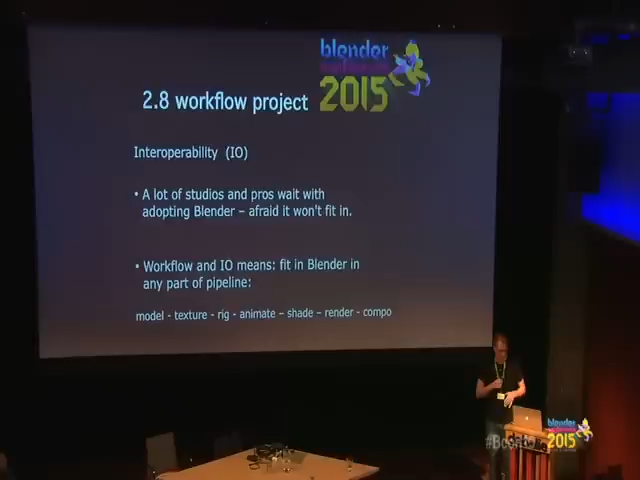 blender
2015
2.8 workflow project
Interoperability (IO)
• A lot of studios and pros wait with
adopting Blender – afraid it won't fit in.
• Workflow and IO means: fit in Blender in
any part of pipeline:
model - texture - rig - animate – shade – render - compo
blender
2015